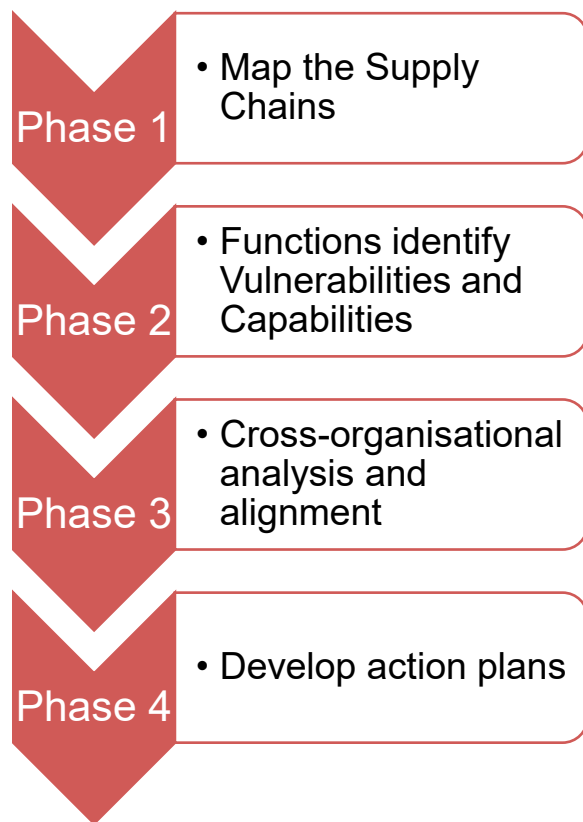 Phase 1
• Map the Supply
Chains
Phase 2
• Functions identify
Vulnerabilities and
Capabilities
Phase 3
• Cross-organisational
analysis and
alignment
Phase 4
• Develop action plans